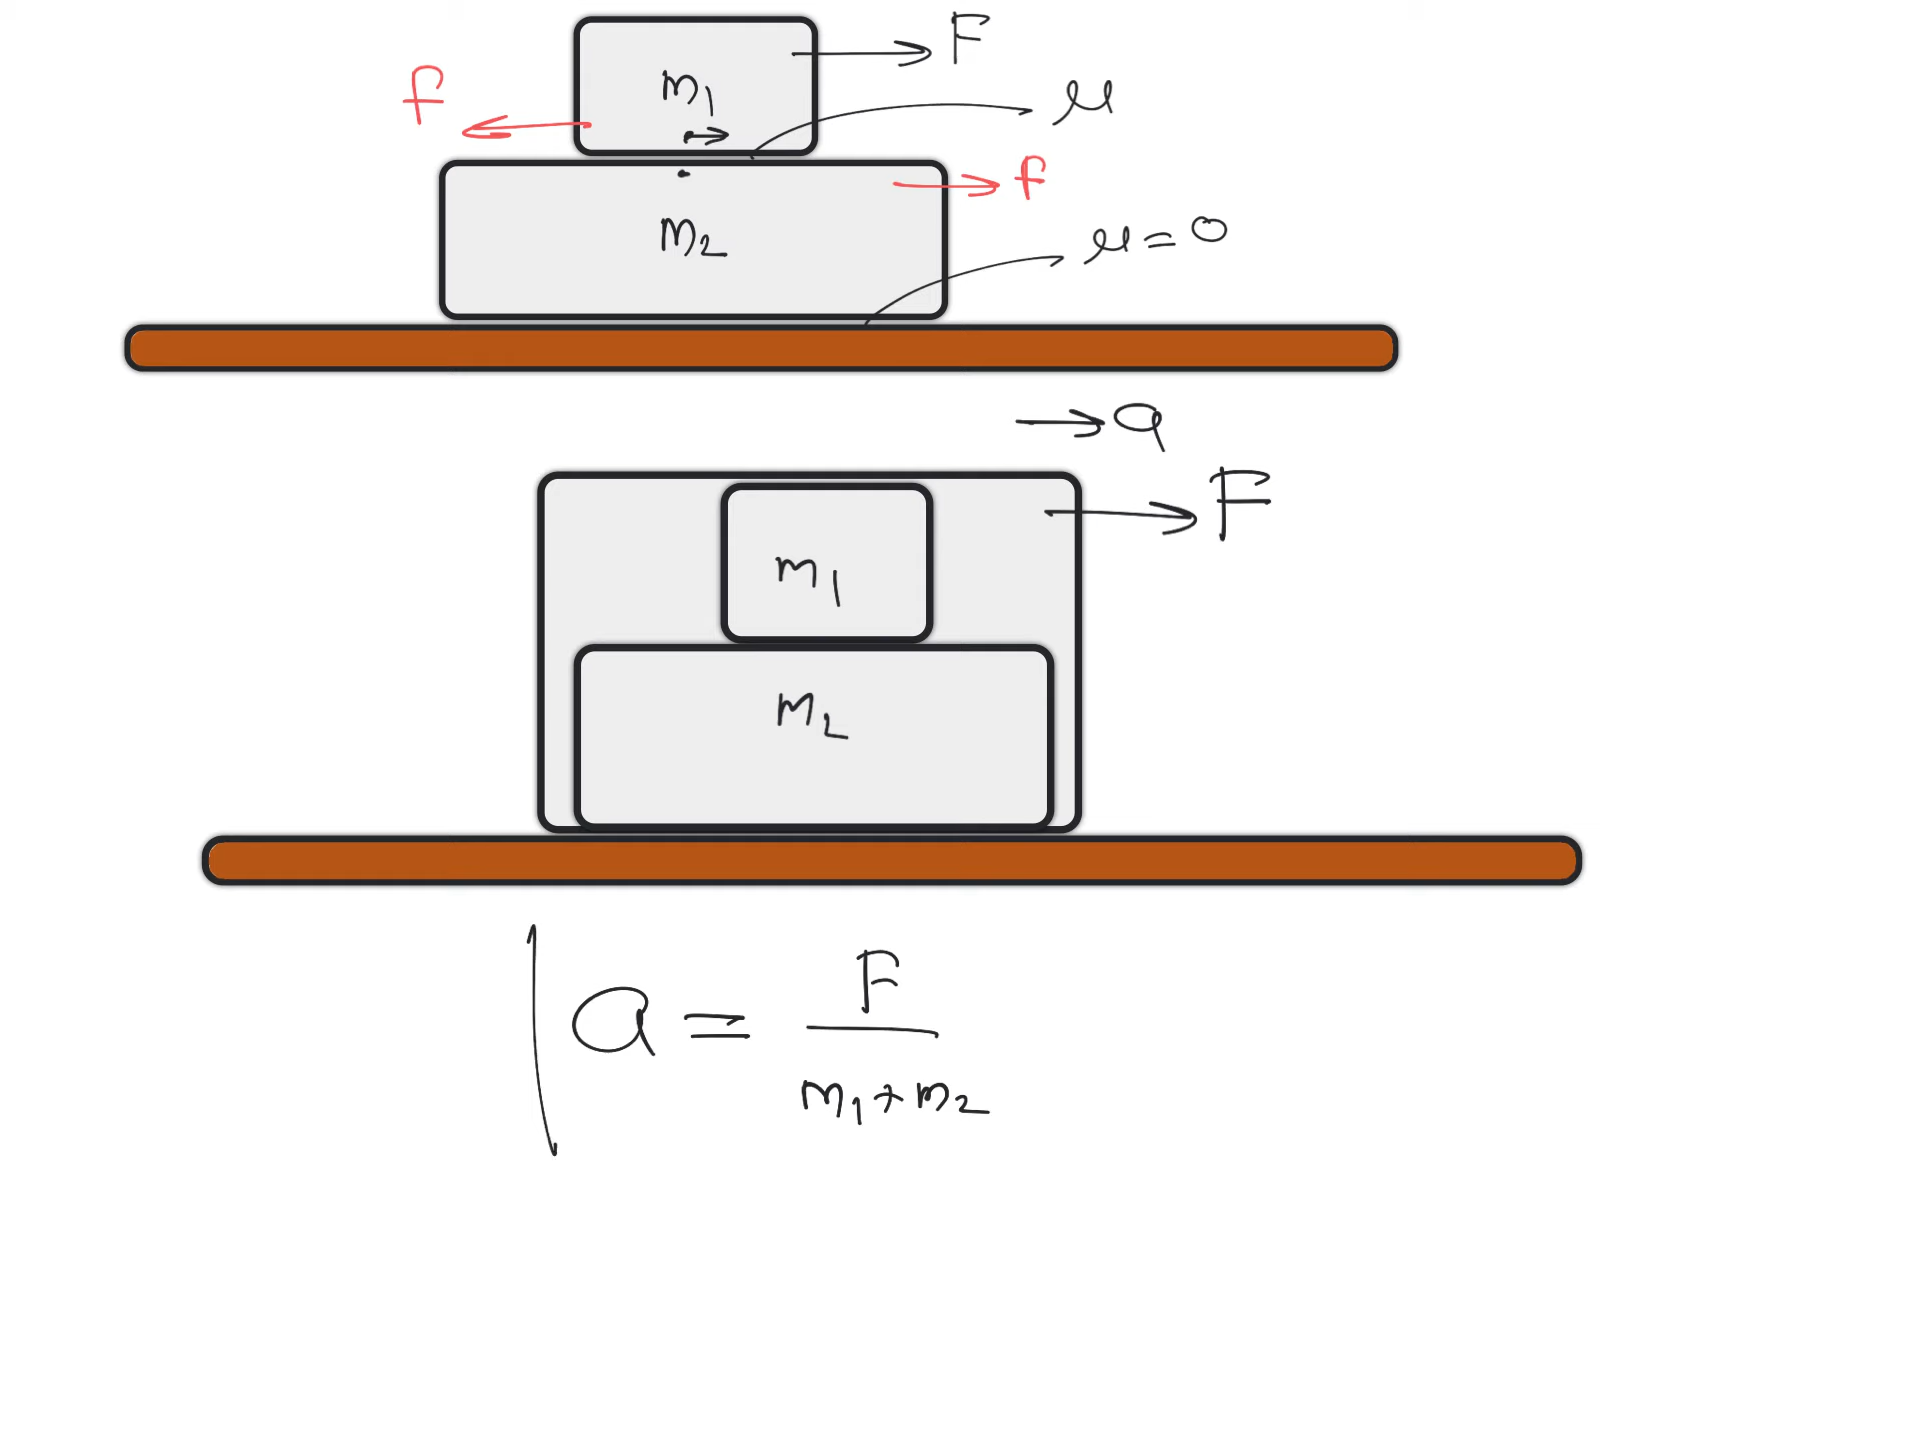 F
f
m1
μ
f
m2
μ = 0
a
F
m1
m2
a = F / m1 + m2